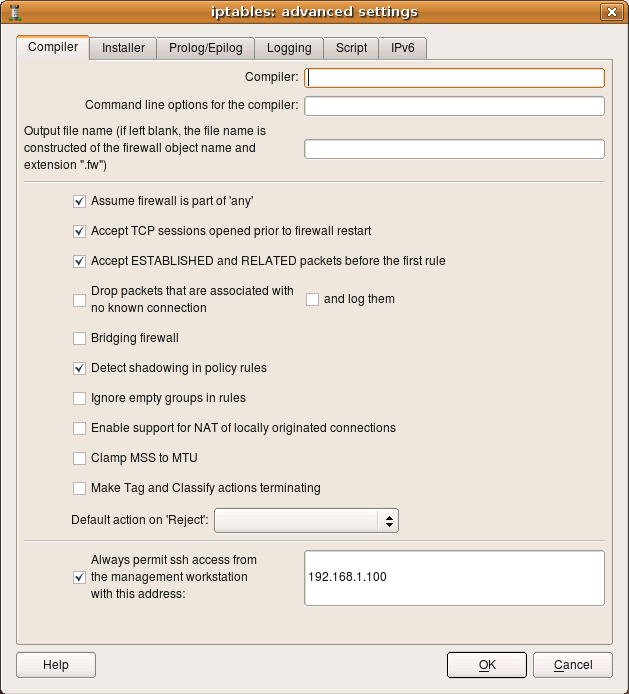 iptables: advanced settings
Compiler Installer Prolog/Epilog Logging Script IPv6
Compiler:
Command line options for the compiler:
Output file name (if left blank, the file name is
constructed of the firewall object name and
extension ".fw")
Assume firewall is part of 'any'
Accept TCP sessions opened prior to firewall restart
Accept ESTABLISHED and RELATED packets before the first rule
Drop packets that are associated with
no known connection
and log them
Bridging firewall
Detect shadowing in policy rules
Ignore empty groups in rules
Enable support for NAT of locally originated connections
Clamp MSS to MTU
Make Tag and Classify actions terminating
Default action on 'Reject':
Always permit ssh access from
the management workstation
with this address:
192.168.1.100
Help OK Cancel